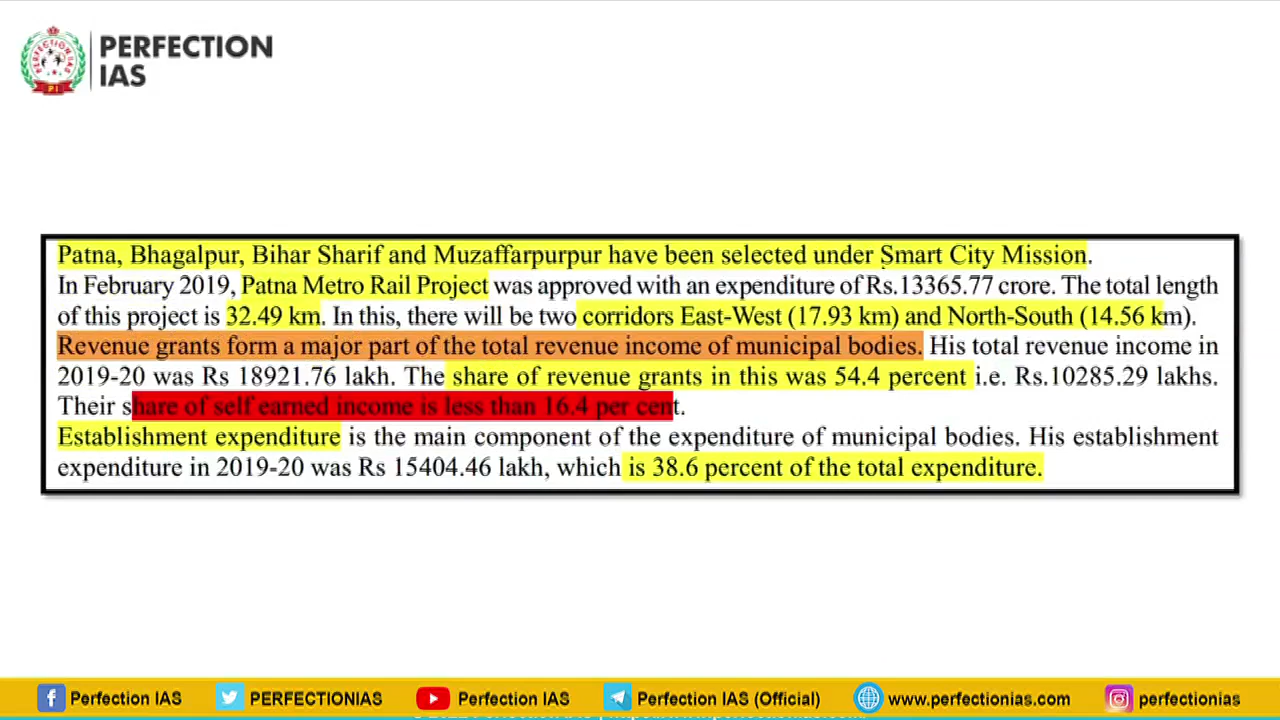 PERFECTION
IAS
Patna, Bhagalpur, Bihar Sharif and Muzaffarpurpur have been selected under Smart City Mission.
In February 2019, Patna Metro Rail Project was approved with an expenditure of Rs.13365.77 crore. The total length
of this project is 32.49 km. In this, there will be two corridors East-West (17.93 km) and North-South (14.56 km).
Revenue grants form a major part of the total revenue income of municipal bodies. His total revenue income in
2019-20 was Rs 18921.76 lakh. The share of revenue grants in this was 54.4 percent i.e. Rs.10285.29 lakhs.
Their share of self earned income is less than 16.4 per cent.
Establishment expenditure is the main component of the expenditure of municipal bodies. His establishment
expenditure in 2019-20 was Rs 15404.46 lakh, which is 38.6 percent of the total expenditure.
Perfection IAS PERFECTIONIAS Perfection IAS Perfection IAS (Official) www.perfectionias.com perfectionias